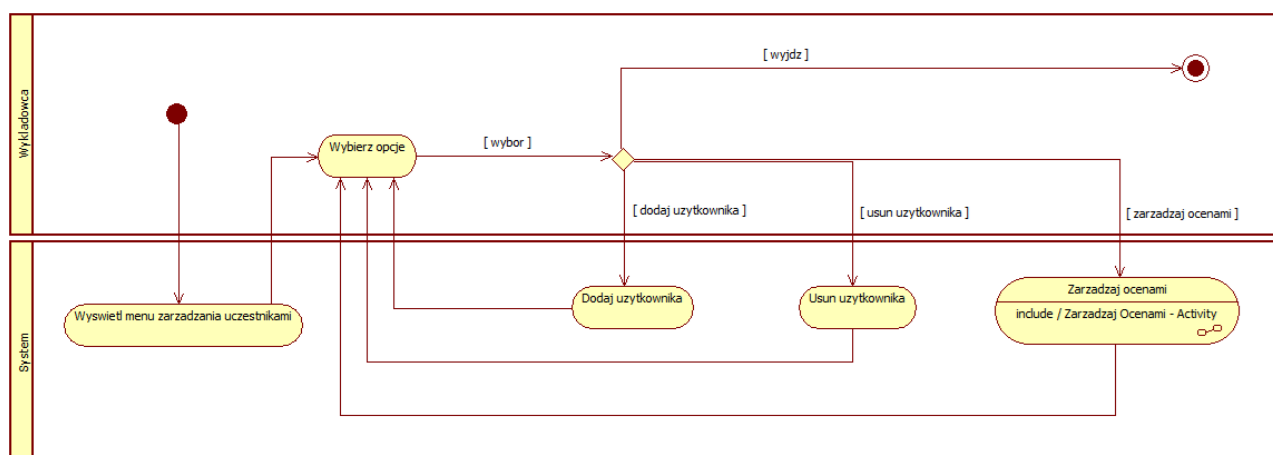 Wykladowca
[ wyjdz ]
Wybierz opcje
[ wybor ]
[ dodaj uzytkownika ]
[ usun uzytkownika ]
[ zarzadzaj ocenami ]
System
Wyswietl menu zarzadzania uczestnikami
Dodaj uzytkownika
Usun uzytkownika
Zarzadzaj ocenami
include / Zarzadzaj Ocenami - Activity